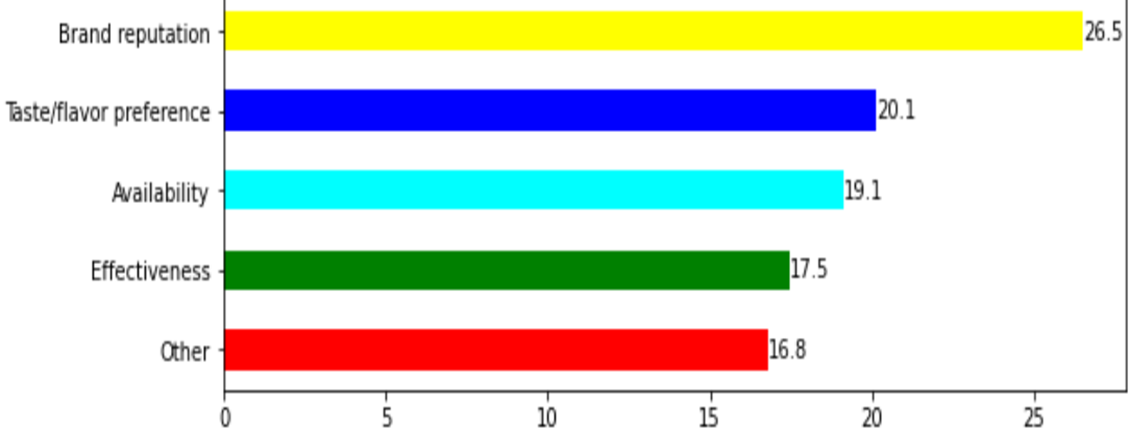 Brand reputation 26.5
Taste/flavor preference 20.1
Availability 19.1
Effectiveness 17.5
Other 16.8
0 5 10 15 20 25